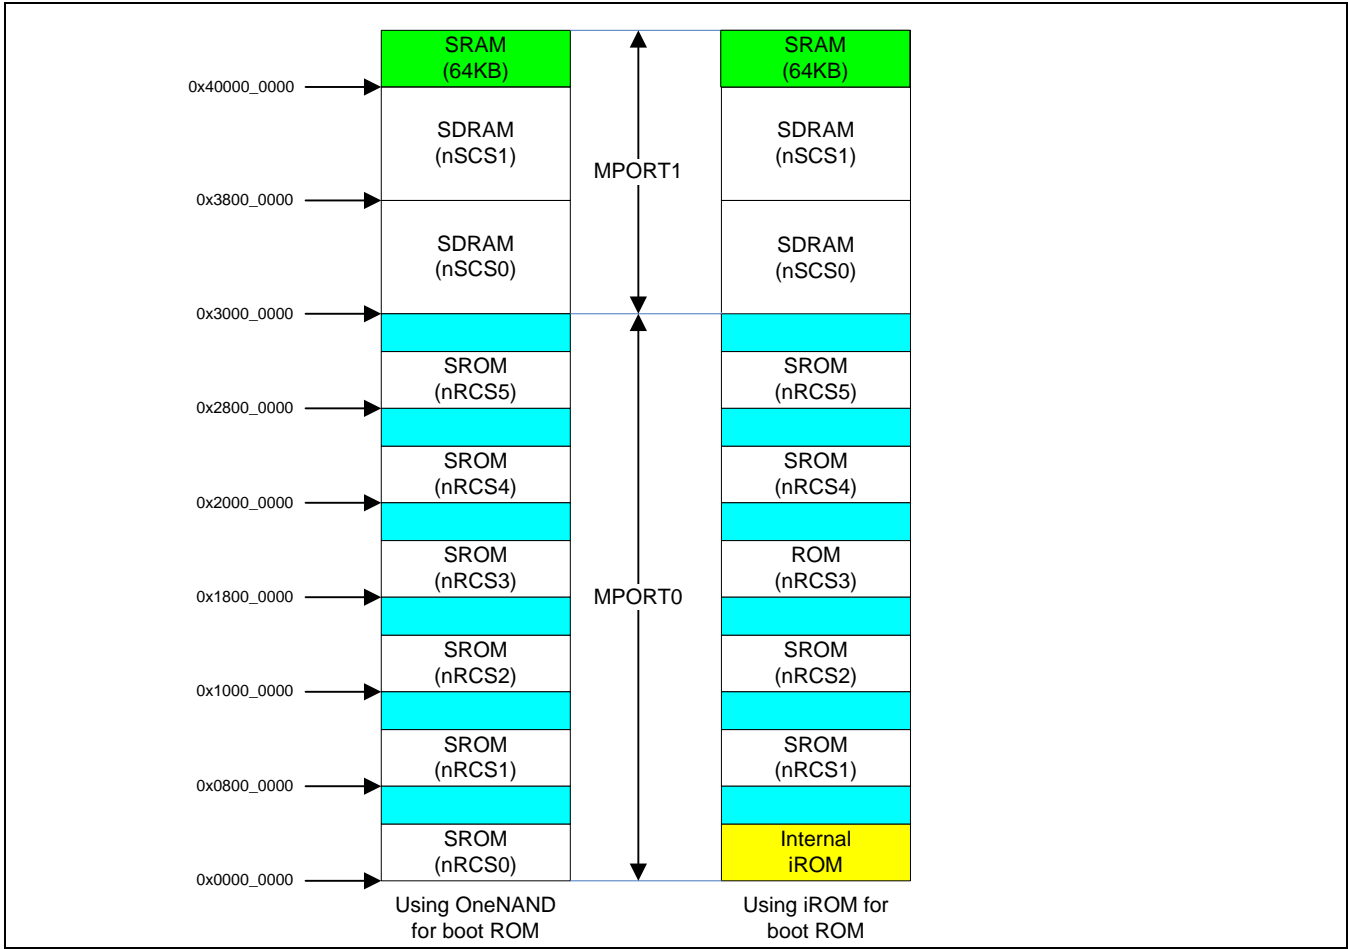 SRAM
(64KB)
SRAM
(64KB)
0x40000_0000
SDRAM
(nSCS1)
SDRAM
(nSCS1)
MPORT1
0x3800_0000
SDRAM
(nSCS0)
SDRAM
(nSCS0)
0x3000_0000
SROM
(nRCS5)
SROM
(nRCS5)
0x2800_0000
SROM
(nRCS4)
SROM
(nRCS4)
0x2000_0000
SROM
(nRCS3)
ROM
(nRCS3)
0x1800_0000
MPORT0
SROM
(nRCS2)
SROM
(nRCS2)
0x1000_0000
SROM
(nRCS1)
SROM
(nRCS1)
0x0800_0000
SROM
(nRCS0)
Internal
iROM
0x0000_0000
Using OneNAND
for boot ROM
Using iROM for
boot ROM